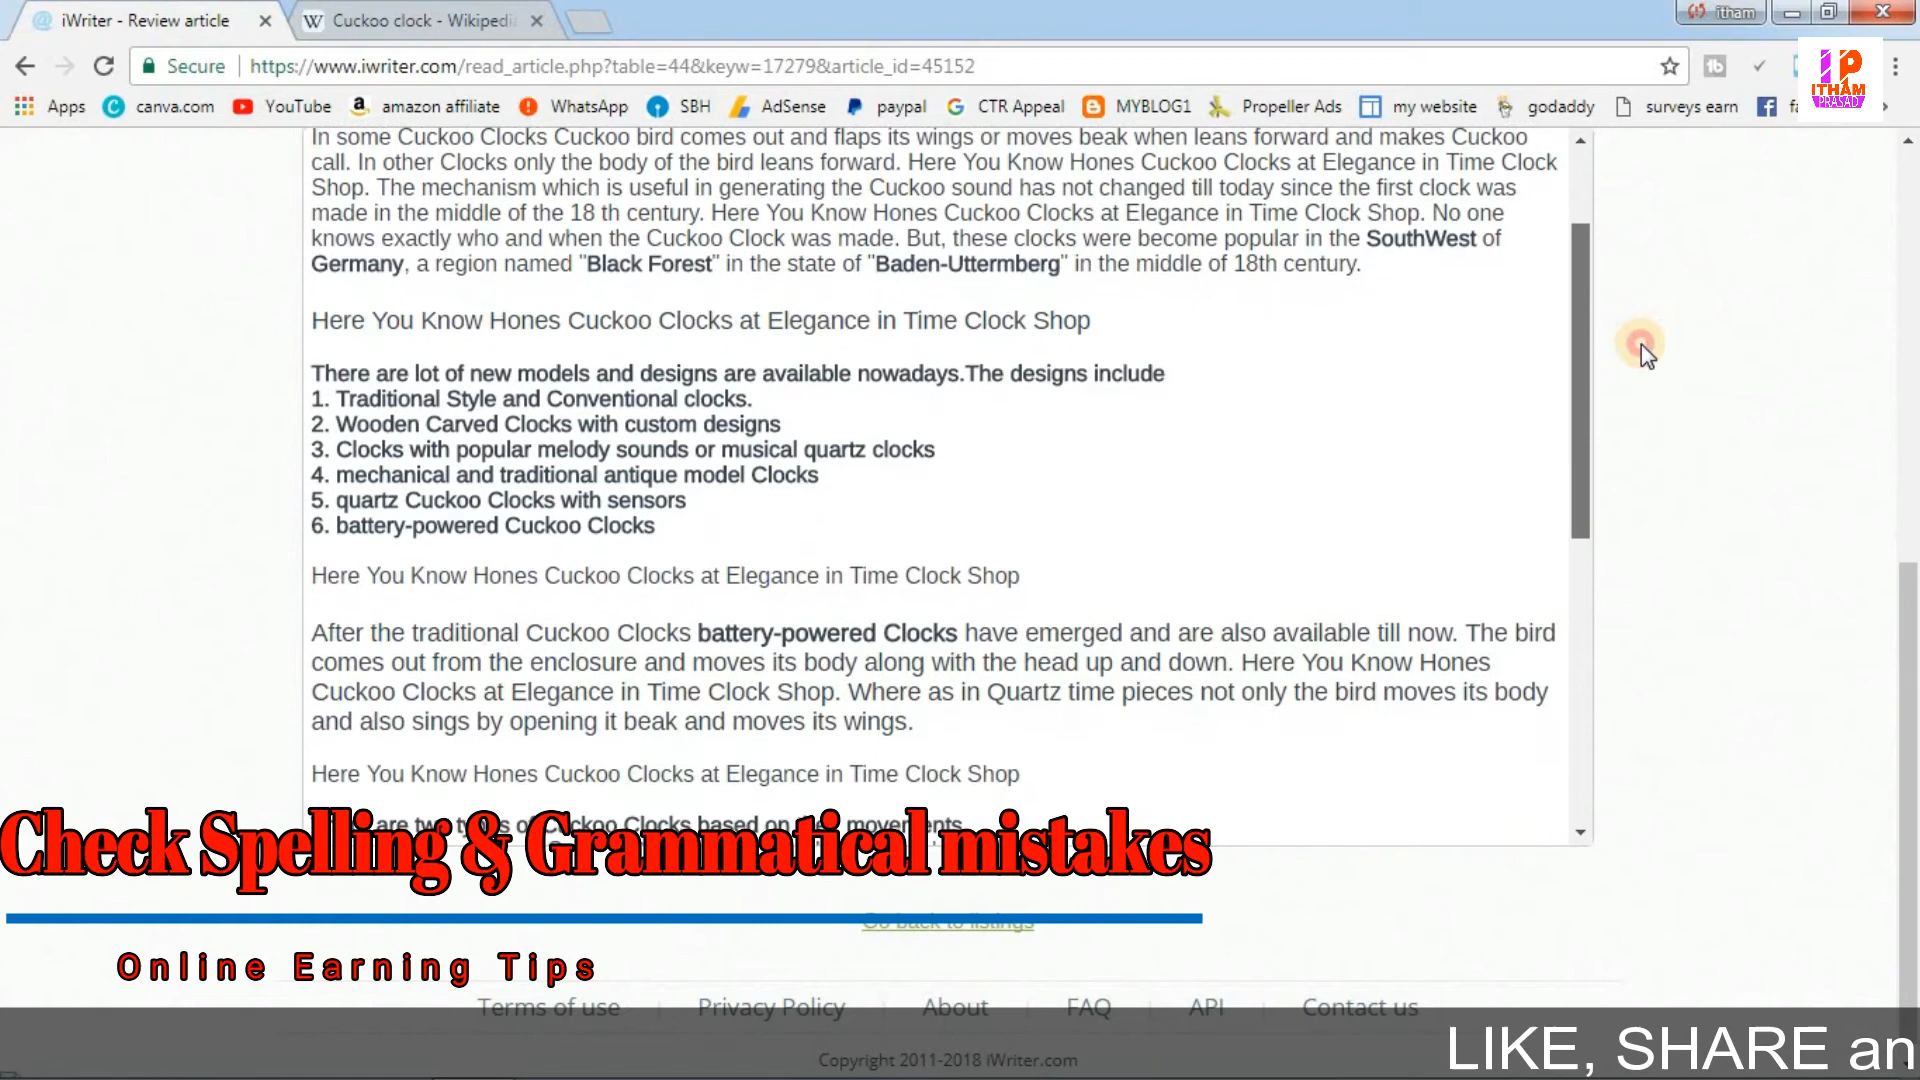 iWriter - Review article
Cuckoo clock - Wikipedi
itham
Secure
https://www.iwriter.com/read_article.php?table=44&keyw=17279&article_id=45152
ITHAM
PRASAD
Apps
canva.com
YouTube
amazon affiliate
WhatsApp
SBH
AdSense
paypal
CTR Appeal
MYBLOG1
Propeller Ads
my website
godaddy
surveys earn
In some Cuckoo Clocks Cuckoo bird comes out and flaps its wings or moves beak when leans forward and makes Cuckoo
call. In other Clocks only the body of the bird leans forward. Here You Know Hones Cuckoo Clocks at Elegance in Time Clock
Shop. The mechanism which is useful in generating the Cuckoo sound has not changed till today since the first clock was
made in the middle of the 18 th century. Here You Know Hones Cuckoo Clocks at Elegance in Time Clock Shop. No one
knows exactly who and when the Cuckoo Clock was made. But, these clocks were become popular in the SouthWest of
Germany, a region named "Black Forest" in the state of "Baden-Uttermberg" in the middle of 18th century.
Here You Know Hones Cuckoo Clocks at Elegance in Time Clock Shop
There are lot of new models and designs are available nowadays.The designs include
1. Traditional Style and Conventional clocks.
2. Wooden Carved Clocks with custom designs
3. Clocks with popular melody sounds or musical quartz clocks
4. mechanical and traditional antique model Clocks
5. quartz Cuckoo Clocks with sensors
6. battery-powered Cuckoo Clocks
Here You Know Hones Cuckoo Clocks at Elegance in Time Clock Shop
After the traditional Cuckoo Clocks battery-powered Clocks have emerged and are also available till now. The bird
comes out from the enclosure and moves its body along with the head up and down. Here You Know Hones
Cuckoo Clocks at Elegance in Time Clock Shop. Where as in Quartz time pieces not only the bird moves its body
and also sings by opening it beak and moves its wings.
Here You Know Hones Cuckoo Clocks at Elegance in Time Clock Shop
are two types of Cuckoo Clocks based on movements
Check Spelling & Grammatical mistakes
Go back to listings
Online Earning Tips
Terms of use
Privacy Policy
About
FAQ
API
Contact us
LIKE, SHARE an
Copyright 2011-2018 iWriter.com